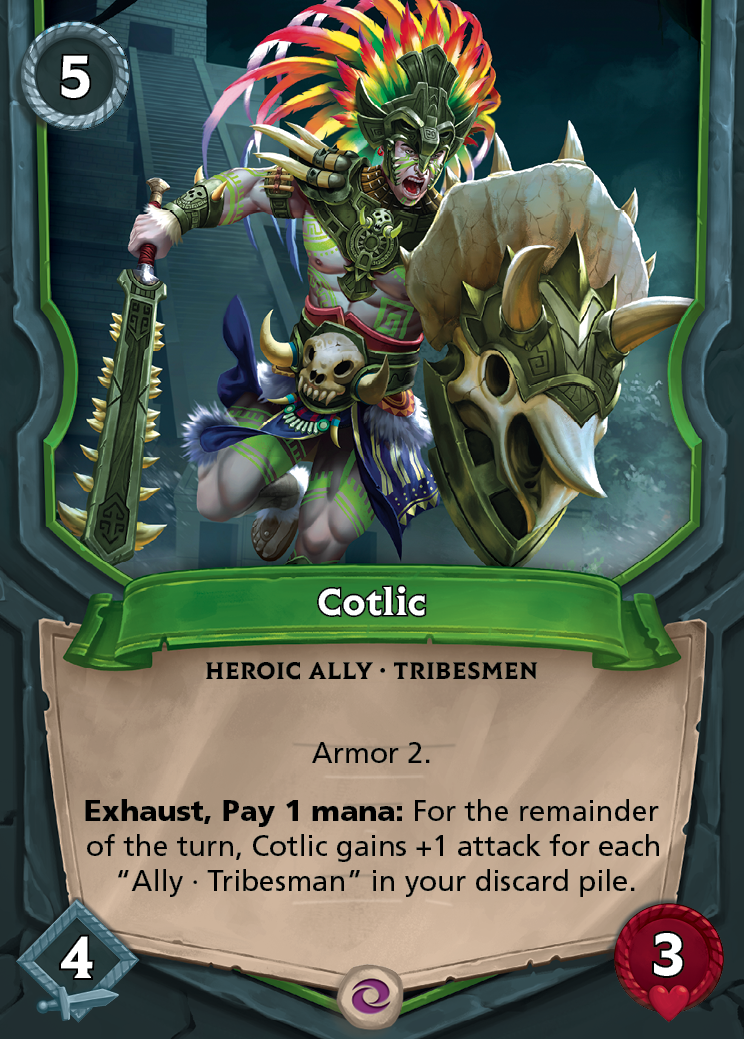 5
Cotlic
HEROIC ALLY · TRIBESMEN
Armor 2.
Exhaust, Pay 1 mana: For the remainder
of the turn, Cotlic gains +1 attack for each
“Ally · Tribesman” in your discard pile.
4
3